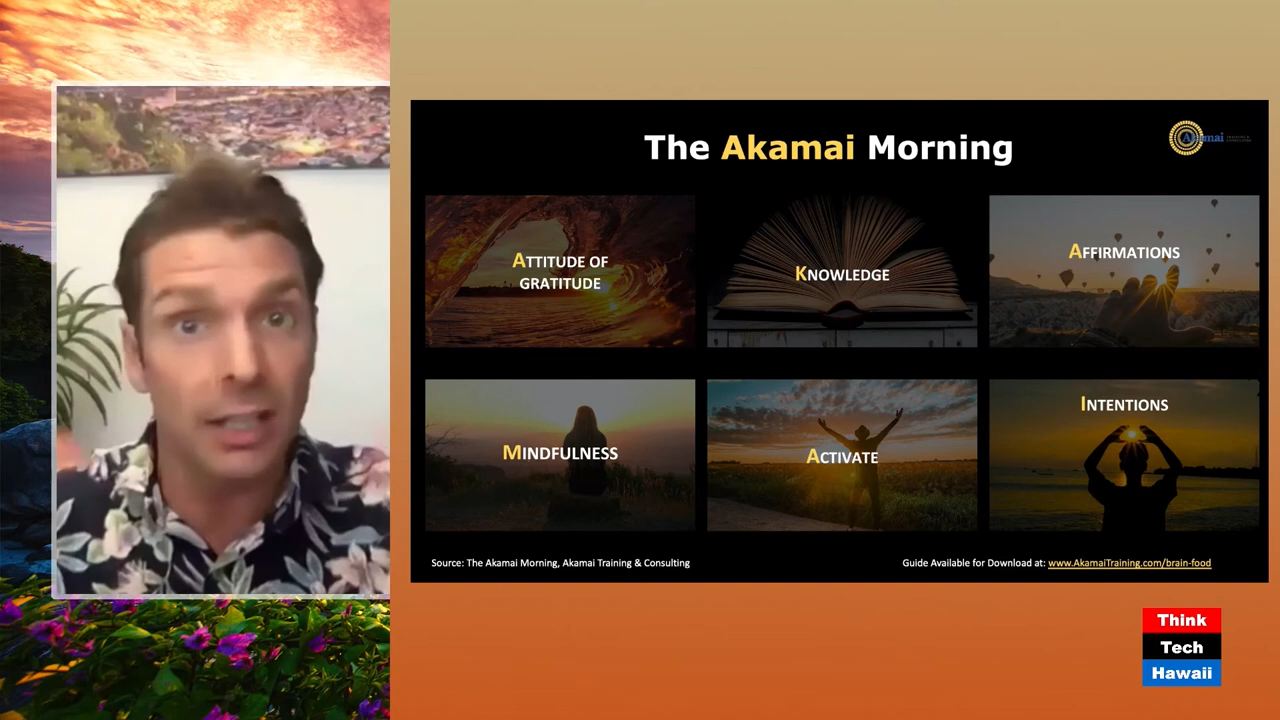 The Akamai Morning
Akamai
ATTITUDE OF
GRATITUDE
KNOWLEDGE
AFFIRMATIONS
MINDFULNESS
ACTIVATE
INTENTIONS
Source: The Akamai Morning, Akamai Training & Consulting
Guide Available for Download at: www.AkamaiTraining.com/brain-food
Think
Tech
Hawaii